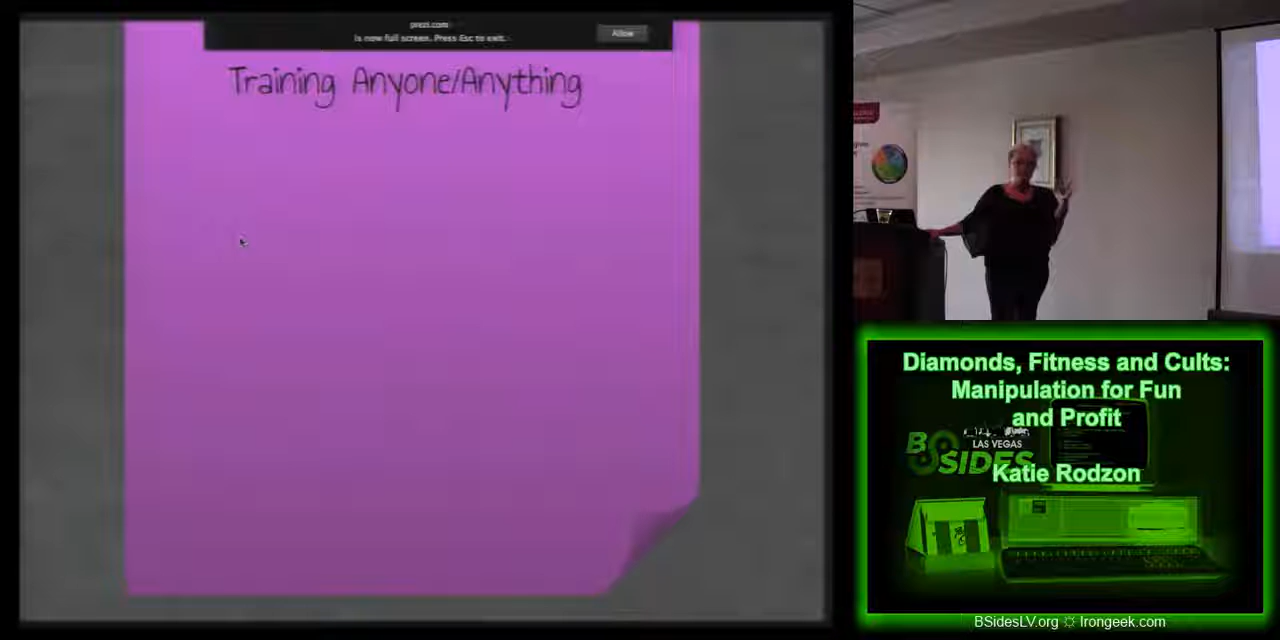 prezi.com
is now full screen. Press Esc to exit.
Allow
Training Anyone/Anything
Diamonds, Fitness and Cults:
Manipulation for Fun
and Profit
LAS VEGAS
BSIDES
Katie Rodzon
BSidesLV.org ☼ Irongeek.com